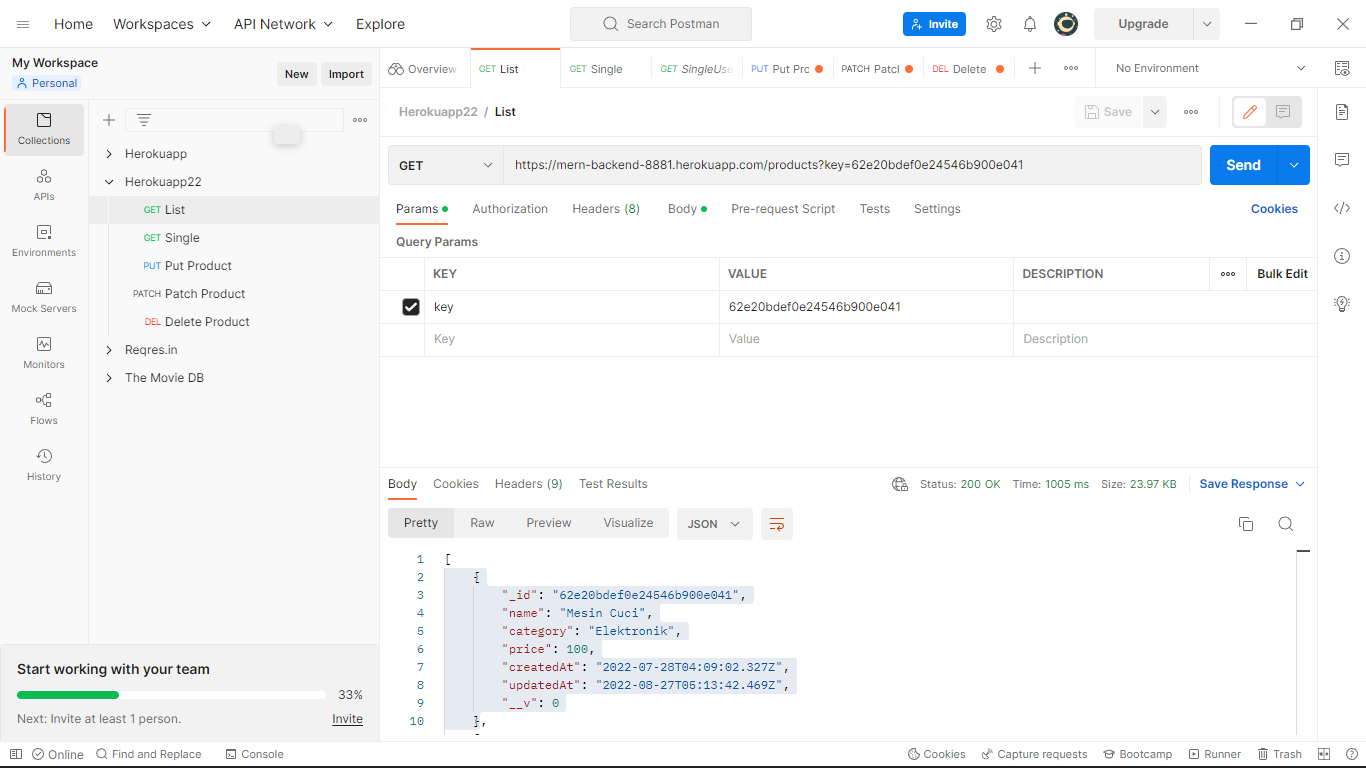 Home Workspaces API Network Explore Search Postman Invite Upgrade
My Workspace
Personal
New Import
Overview GET List GET Single GET SingleUse PUT Put Pro PATCH Patcl DEL Delete No Environment
Herokuapp22 / List Save
GET https://mern-backend-8881.herokuapp.com/products?key=62e20bdef0e24546b900e041 Send
Params Authorization Headers (8) Body Pre-request Script Tests Settings Cookies
Query Params
KEY VALUE DESCRIPTION Bulk Edit
key 62e20bdef0e24546b900e041
Key Value Description
Collections
APIs
Environments
Mock Servers
Monitors
Flows
History
Herokuapp
Herokuapp22
GET List
GET Single
PUT Put Product
PATCH Patch Product
DEL Delete Product
Reqres.in
The Movie DB
Body Cookies Headers (9) Test Results Status: 200 OK Time: 1005 ms Size: 23.97 KB Save Response
Pretty Raw Preview Visualize JSON
1 [
2 {
3 "_id": "62e20bdef0e24546b900e041",
4 "name": "Mesin Cuci",
5 "category": "Elektronik",
6 "price": 100,
7 "createdAt": "2022-07-28T04:09:02.327Z",
8 "updatedAt": "2022-08-27T05:13:42.469Z",
9 "__v": 0
10 },
Start working with your team
33%
Next: Invite at least 1 person. Invite
Online Find and Replace Console Cookies Capture requests Bootcamp Runner Trash